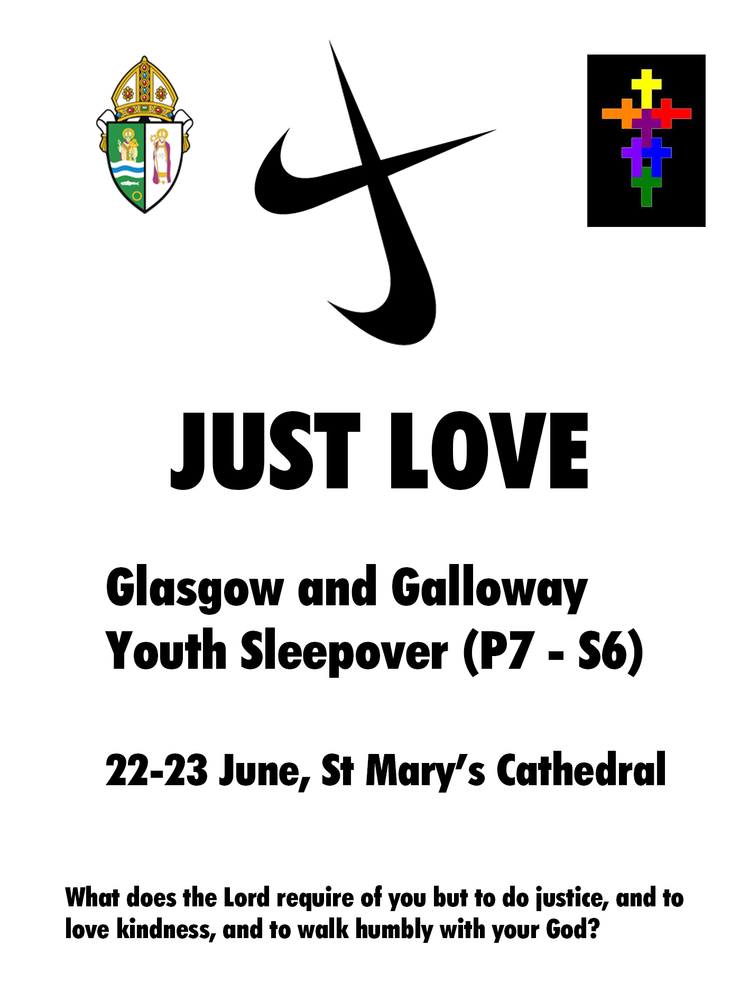 JUST LOVE
Glasgow and Galloway
Youth Sleepover (P7 - S6)
22-23 June, St Mary’s Cathedral
What does the Lord require of you but to do justice, and to
love kindness, and to walk humbly with your God?